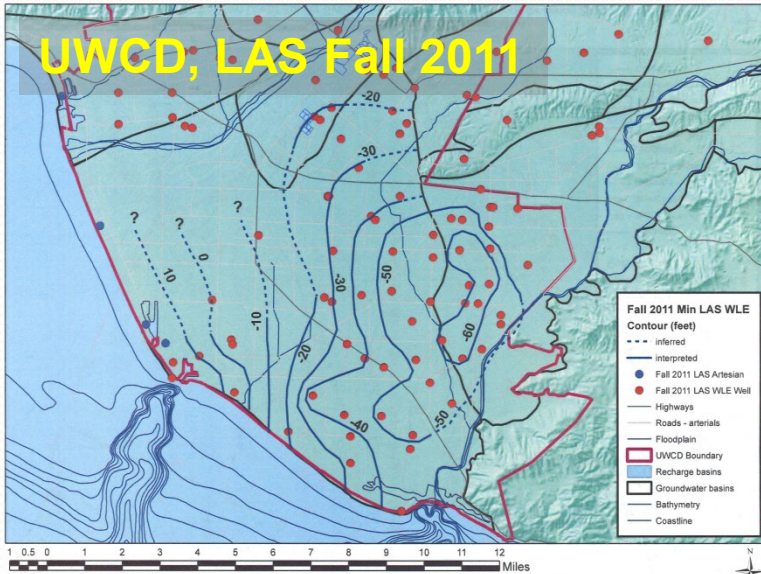 UWCD, LAS Fall 2011
-20
-30
?
?
?
10
0
-10
-20
-30
-40
-50
-60
-50
Fall 2011 Min LAS WLE
Contour (feet)
inferred
interpreted
Fall 2011 LAS Artesian
Fall 2011 LAS WLE Well
Highways
Roads - arterials
Floodplain
UWCD Boundary
Recharge basins
Groundwater basins
Bathymetry
Coastline
1 0.5 0 1 2 3 4 5 6 7 8 9 10 11 12
Miles
N